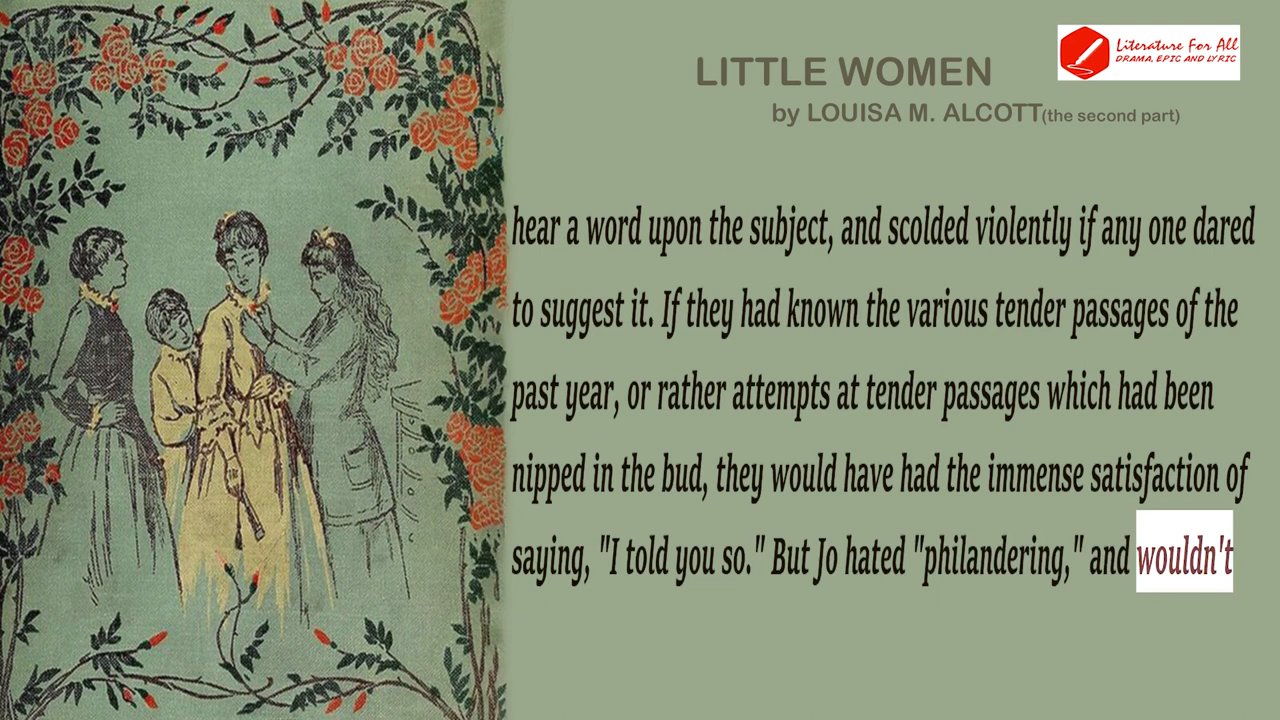 LITTLE WOMEN
by LOUISA M. ALCOTT(the second part)
Literature For All
DRAMA, EPIC AND LYRIC
hear a word upon the subject, and scolded violently if any one dared
to suggest it. If they had known the various tender passages of the
past year, or rather attempts at tender passages which had been
nipped in the bud, they would have had the immense satisfaction of
saying, "I told you so." But Jo hated "philandering," and wouldn't